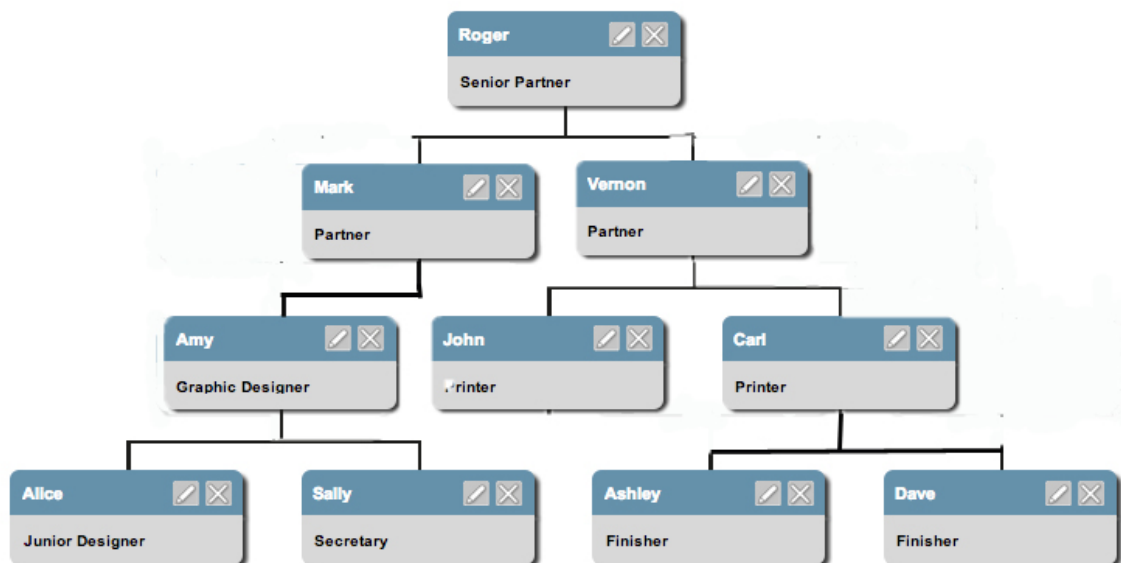 Roger
Senior Partner
Mark
Partner
Vernon
Partner
Amy
Graphic Designer
John
Printer
Carl
Printer
Alice
Junior Designer
Sally
Secretary
Ashley
Finisher
Dave
Finisher